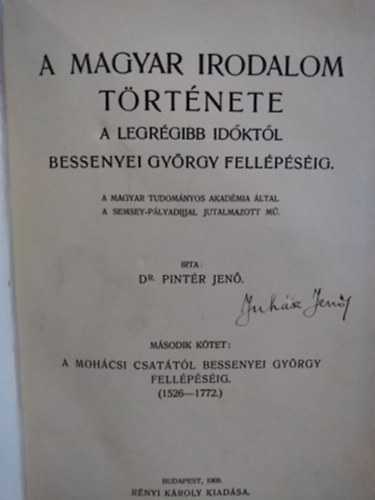 A MAGYAR IRODALOM
TÖRTÉNETE
A LEGRÉGIBB IDŐKTŐL
BESSENYEI GYÖRGY FELLÉPÉSÉIG.
A MAGYAR TUDOMÁNYOS AKADÉMIA ÁLTAL
A SEMSEY-PÁLYADIJJAL JUTALMAZOTT MŰ.
IRTA:
DR. PINTÉR JENŐ.
Juhász Jenő
MÁSODIK KÖTET:
A MOHÁCSI CSATÁTÓL BESSENYEI GYÖRGY
FELLÉPÉSÉIG.
(1526—1772.)
BUDAPEST, 1909.
RÉNYI KÁROLY KIADÁSA.